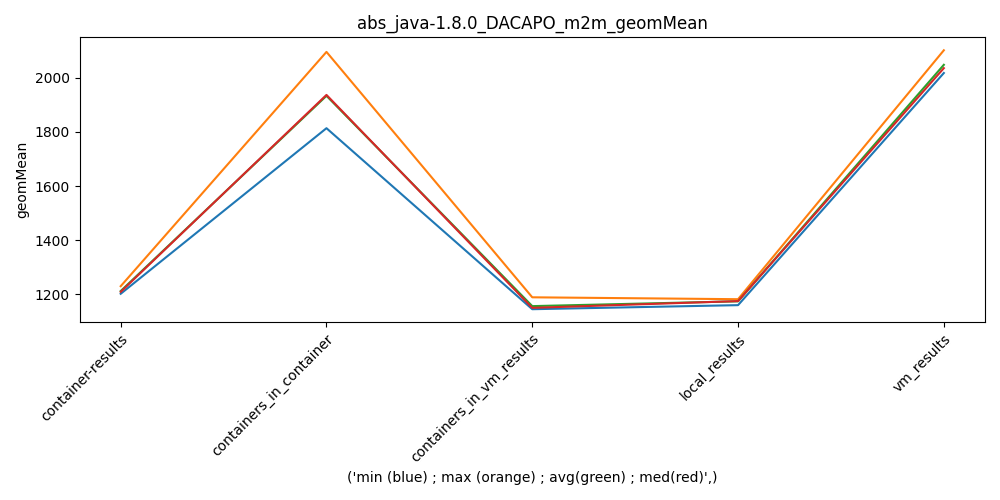 abs_java-1.8.0_DACAPO_m2m_geomMean
geomMean
2000
1800
1600
1400
1200
container-results
containers_in_container
containers_in_vm_results
local_results
vm_results
('min (blue) ; max (orange) ; avg(green) ; med(red)',)